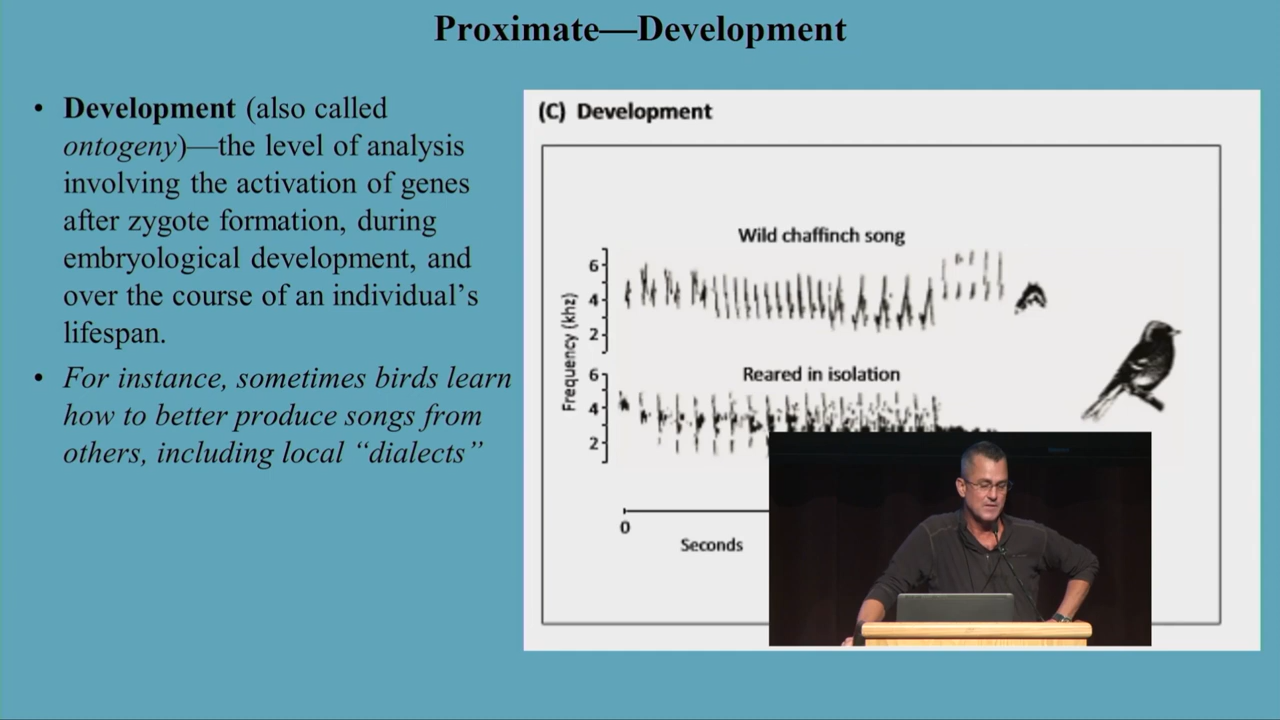 Proximate—Development
• Development (also called
ontogeny)—the level of analysis
involving the activation of genes
after zygote formation, during
embryological development, and
over the course of an individual’s
lifespan.
• For instance, sometimes birds learn
how to better produce songs from
others, including local “dialects”
(C) Development
Wild chaffinch song
6
4
2
Frequency (khz)
Reared in isolation
6
4
2
0
Seconds